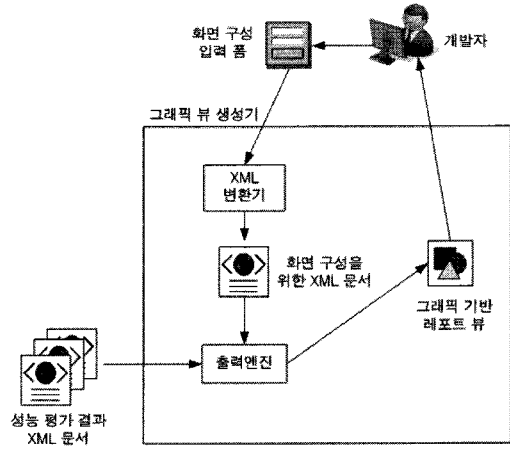 화면 구성
입력 폼
개발자
그래픽 뷰 생성기
XML
변환기
화면 구성을
위한 XML 문서
그래픽 기반
레포트 뷰
출력엔진
성능 평가 결과
XML 문서